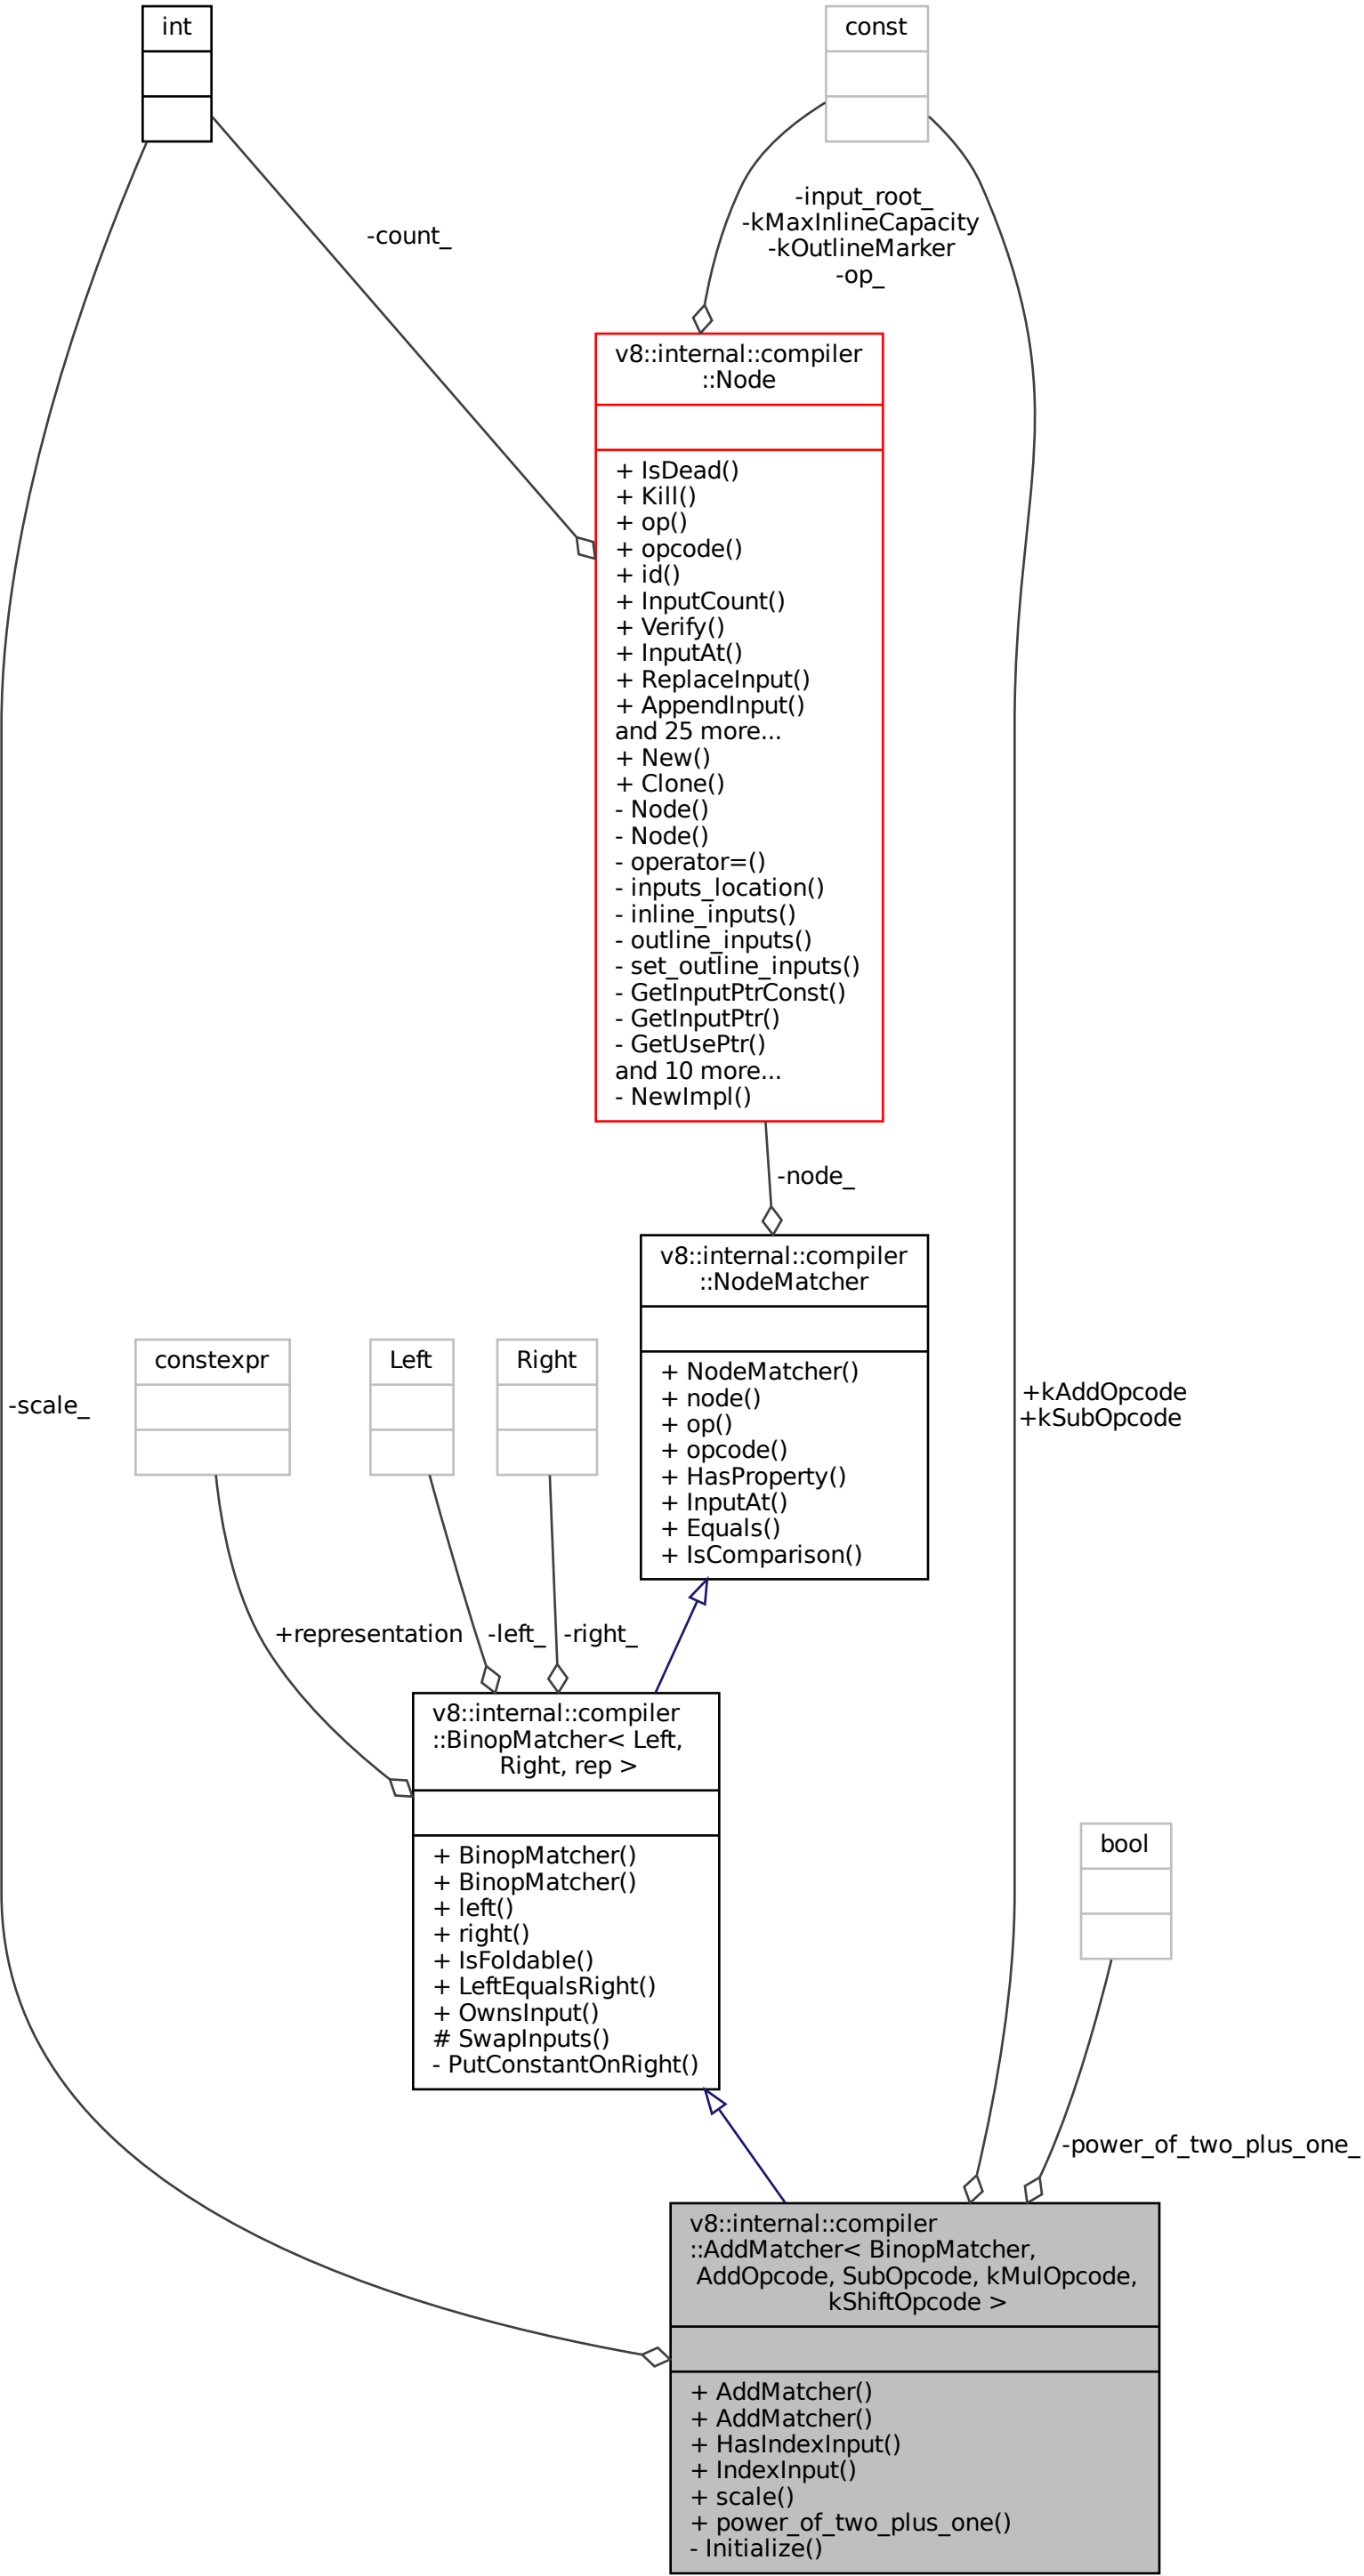 int
const
-count_
-input_root_
-kMaxInlineCapacity
-kOutlineMarker
-op_
v8::internal::compiler
::Node
+ IsDead()
+ Kill()
+ op()
+ opcode()
+ id()
+ InputCount()
+ Verify()
+ InputAt()
+ ReplaceInput()
+ AppendInput()
and 25 more...
+ New()
+ Clone()
- Node()
- Node()
- operator=()
- inputs_location()
- inline_inputs()
- outline_inputs()
- set_outline_inputs()
- GetInputPtrConst()
- GetInputPtr()
- GetUsePtr()
and 10 more...
- NewImpl()
-node_
v8::internal::compiler
::NodeMatcher
+ NodeMatcher()
+ node()
+ op()
+ opcode()
+ HasProperty()
+ InputAt()
+ Equals()
+ IsComparison()
constexpr
Left
Right
-scale_
+kAddOpcode
+kSubOpcode
+representation
-left_
-right_
v8::internal::compiler
::BinopMatcher< Left,
Right, rep >
+ BinopMatcher()
+ BinopMatcher()
+ left()
+ right()
+ IsFoldable()
+ LeftEqualsRight()
+ OwnsInput()
# SwapInputs()
- PutConstantOnRight()
bool
-power_of_two_plus_one_
v8::internal::compiler
::AddMatcher< BinopMatcher,
AddOpcode, SubOpcode, kMulOpcode,
kShiftOpcode >
+ AddMatcher()
+ AddMatcher()
+ HasIndexInput()
+ IndexInput()
+ scale()
+ power_of_two_plus_one()
- Initialize()